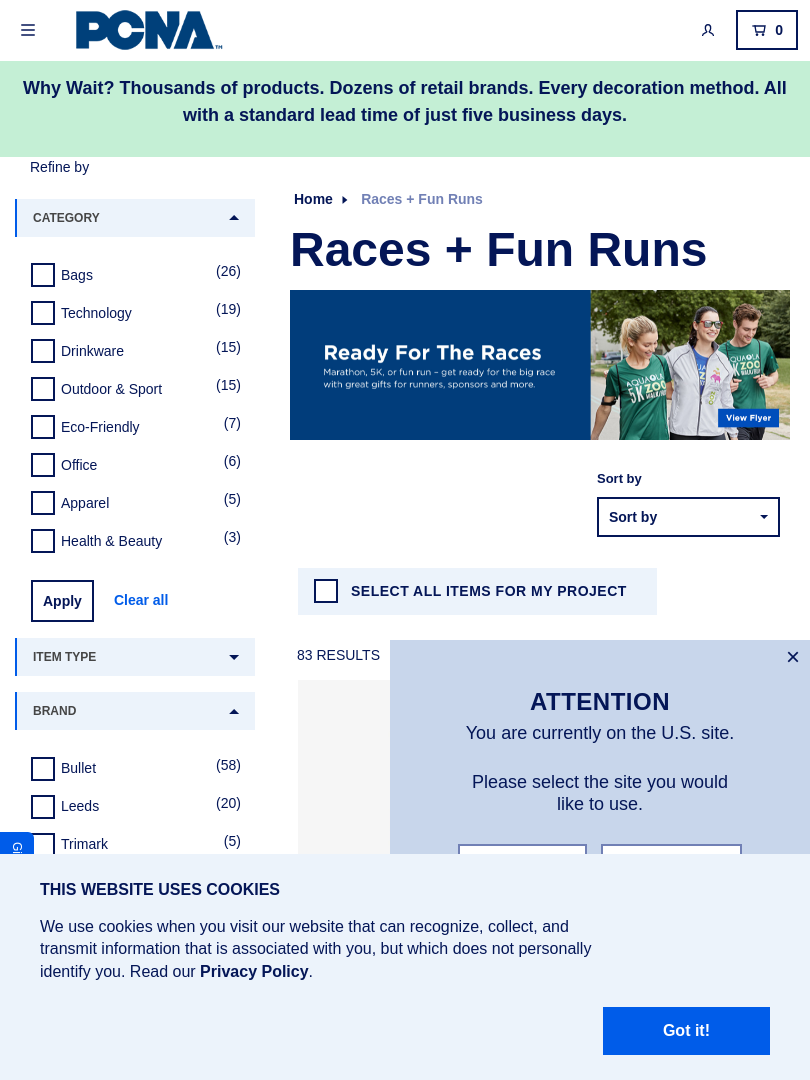 PCNA™
0
Why Wait? Thousands of products. Dozens of retail brands. Every decoration method. All
with a standard lead time of just five business days.
Refine by
CATEGORY
Bags (26)
Technology (19)
Drinkware (15)
Outdoor & Sport (15)
Eco-Friendly (7)
Office (6)
Apparel (5)
Health & Beauty (3)
Apply Clear all
ITEM TYPE
BRAND
Bullet (58)
Leeds (20)
Trimark (5)
Home Races + Fun Runs
Races + Fun Runs
Ready For The Races
Marathon, 5K, or fun run – get ready for the big race
with great gifts for runners, sponsors and more.
AQUAOLA
5K ZOO
ZOO
View Flyer
Sort by
Sort by
SELECT ALL ITEMS FOR MY PROJECT
83 RESULTS
ATTENTION
You are currently on the U.S. site.
Please select the site you would
like to use.
THIS WEBSITE USES COOKIES
We use cookies when you visit our website that can recognize, collect, and
transmit information that is associated with you, but which does not personally
identify you. Read our Privacy Policy.
Got it!